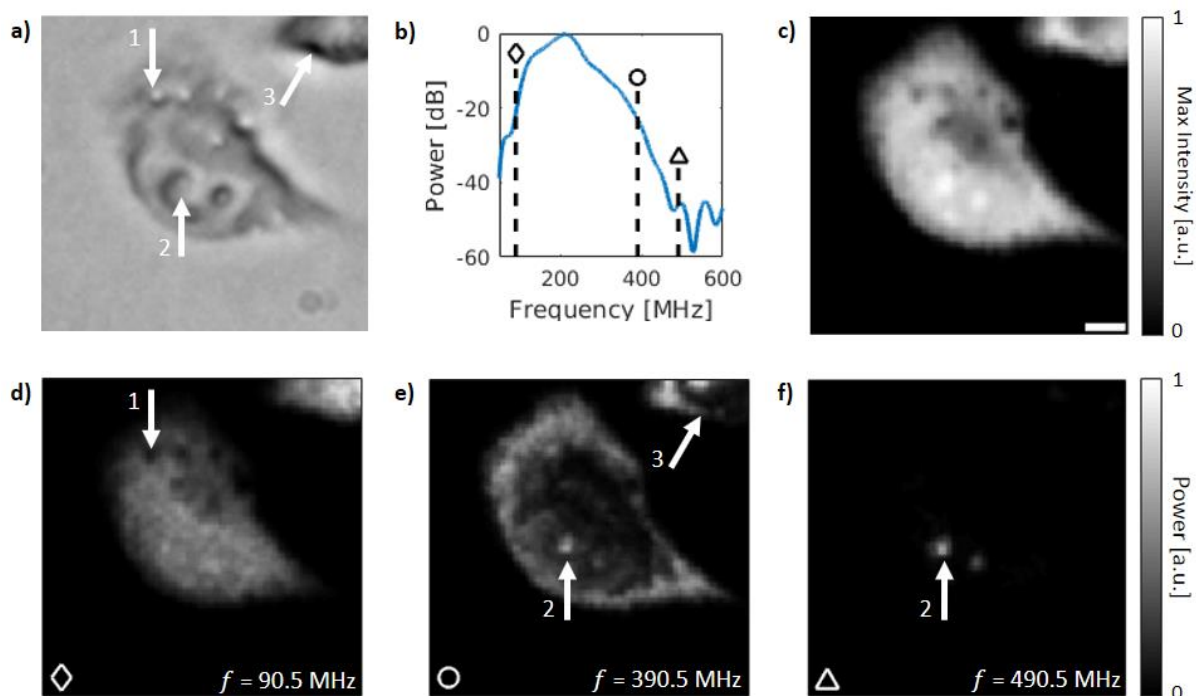 a)
1
3
2
b)
0
-20
-40
-60
Power [dB]
200
400
600
Frequency [MHz]
c)
1
Max Intensity [a.u.]
0
d)
1
f = 90.5 MHz
e)
3
2
f = 390.5 MHz
f)
2
f = 490.5 MHz
1
Power [a.u.]
0